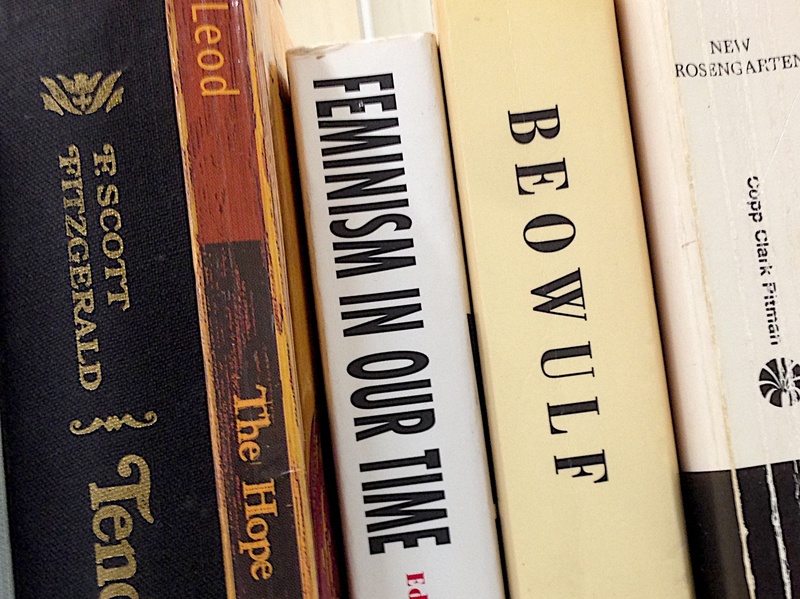 F. SCOTT
FITZGERALD
Tend
Leod
The Hope
FEMINISM IN OUR TIME
Ed
BEOWULF
NEW
ROSENGARTEN
Copp Clark Pitman